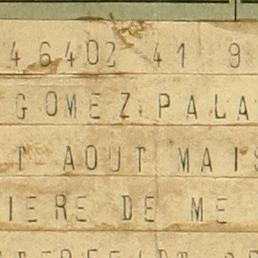 46402 41 9
GOMEZ PALA
T AOUT MAIS
IERE DE ME